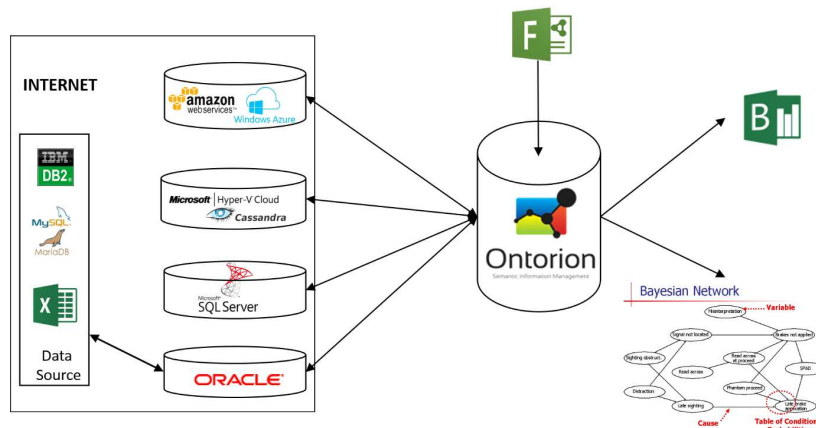 INTERNET
IBM
DB2
MySQL
MariaDB
Data
Source
amazon
webservices™
Windows Azure
Microsoft | Hyper-V Cloud
Cassandra
Microsoft®
SQL Server
ORACLE®
F
Ontorion
Semantic Information Management
B
X
Bayesian Network
Misinterpretation
Variable
Signal not located
Brakes not applied
Sighting obstruct.
Read across
at proceed
Read across
SPAD
Phantom proceed
Distraction
Late sighting
Late brake
application
Cause
Table of Condition